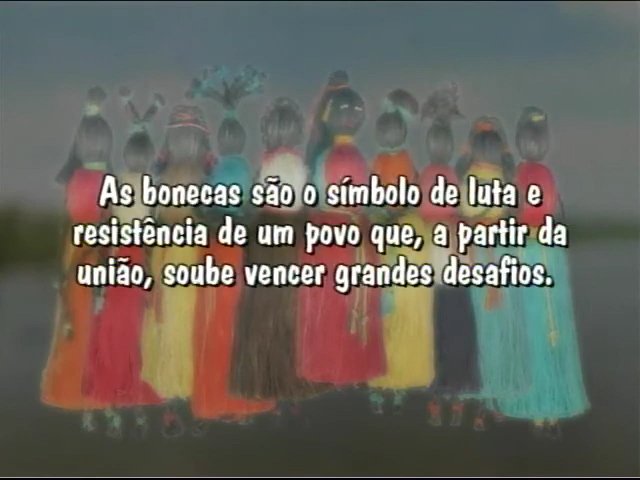 As bonecas são o símbolo de luta e
resistência de um povo que, a partir da
união, soube vencer grandes desafios.